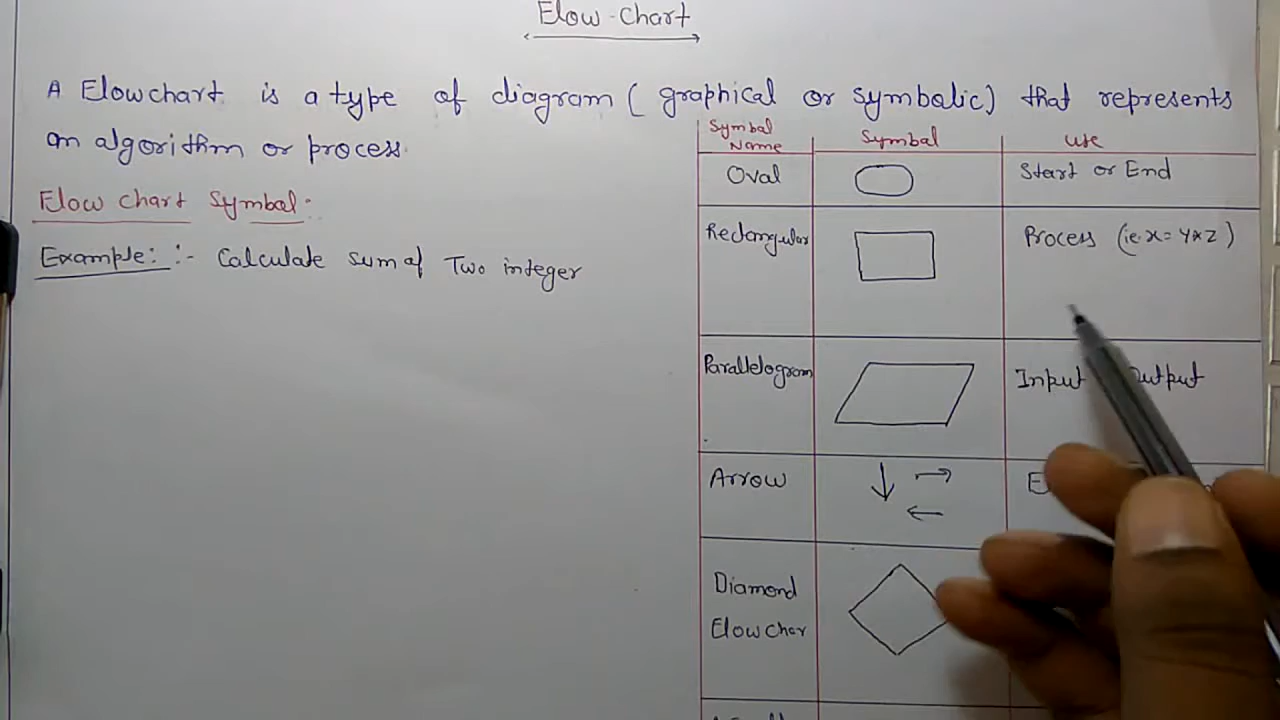 Flow-Chart
A Flowchart is a type of diagram ( graphical or symbolic) that represents
an algorithm or process.
Flow chart Symbol:-
Example: :- Calculate sum of Two integer
Symbol Name Symbol Use
Oval Start or End
Rectangular Process (i.e. x = Y*Z )
Parallelogram Input Output
Arrow
Diamond
Flow char